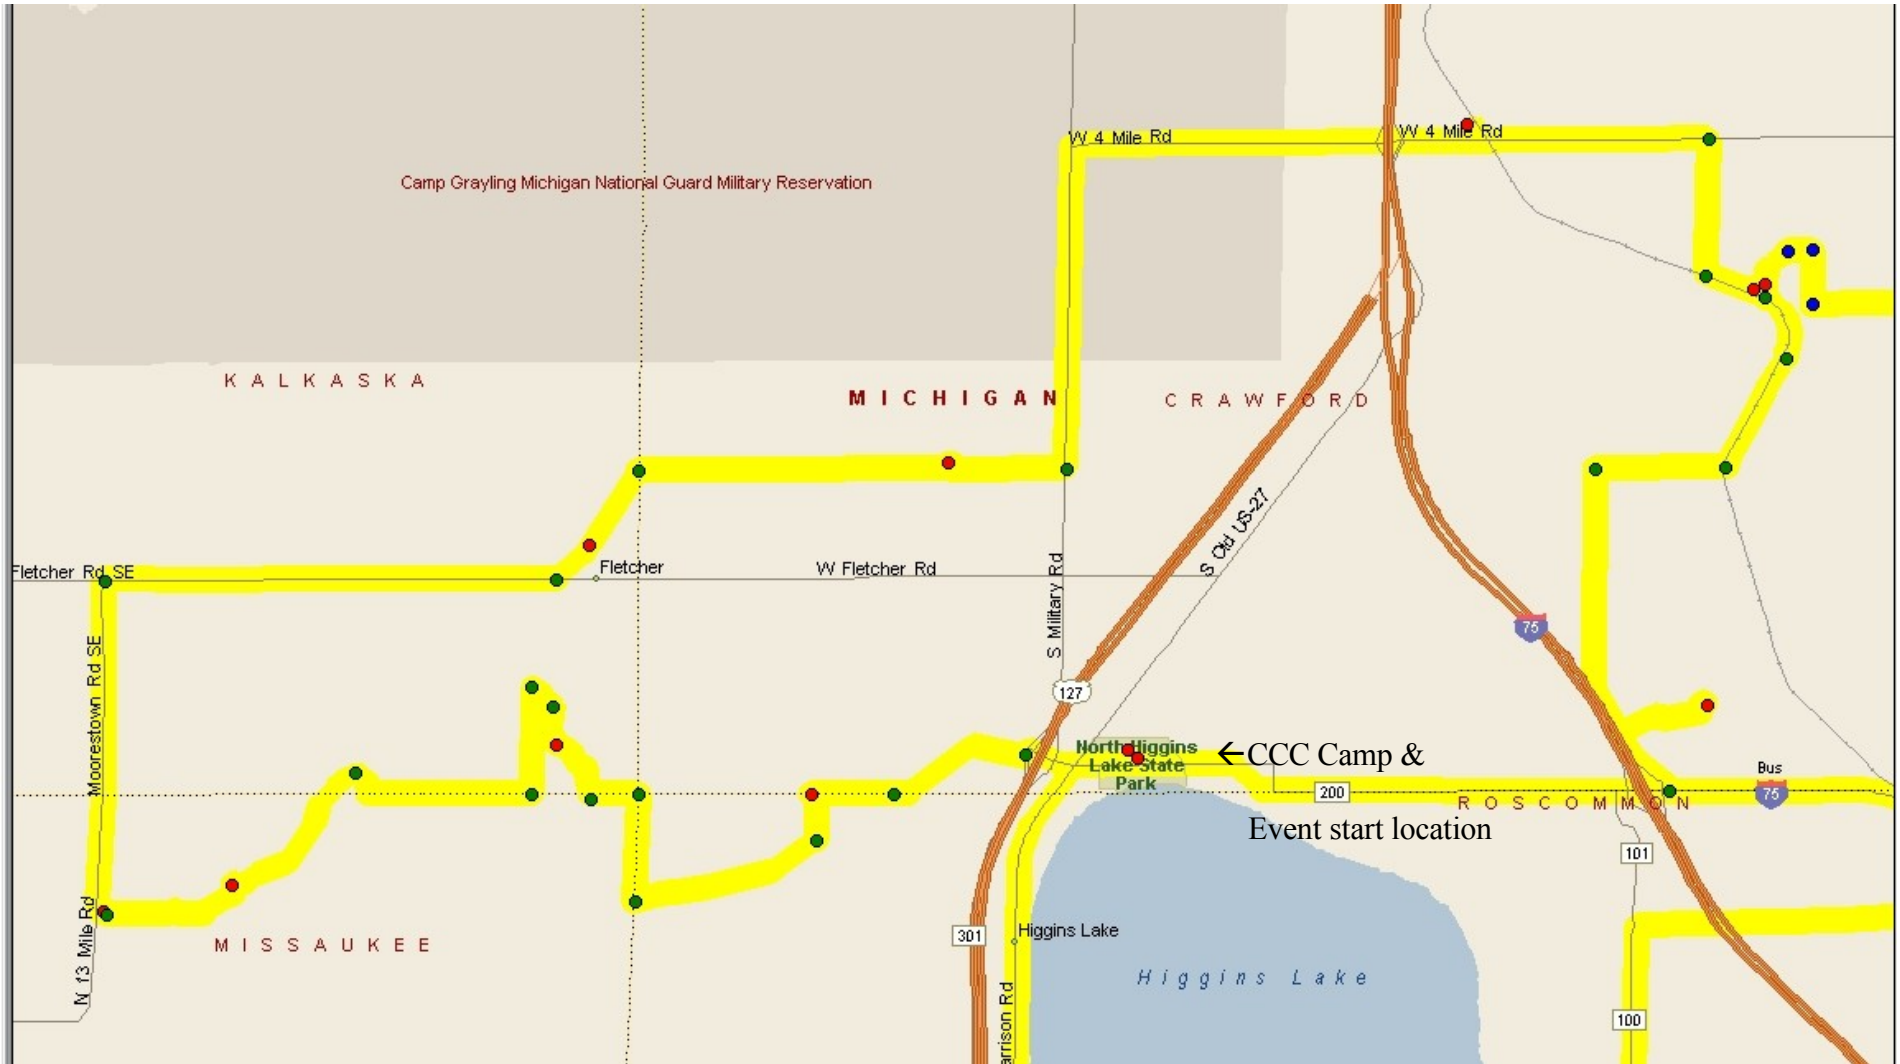 W 4 Mile Rd
W 4 Mile Rd
Camp Grayling Michigan National Guard Military Reservation
KALKASKA
MICHIGAN
CRAWFORD
S Old US-27
Fletcher Rd SE
Fletcher
W Fletcher Rd
S Military Rd
75
Moorestown Rd SE
127
North Higgins
Lake State
Park
←CCC Camp &
Event start location
Bus
75
200
ROSCOMMON
101
N 13 Mile Rd
MISSAUKEE
301
Higgins Lake
Higgins Lake
arrison Rd
100